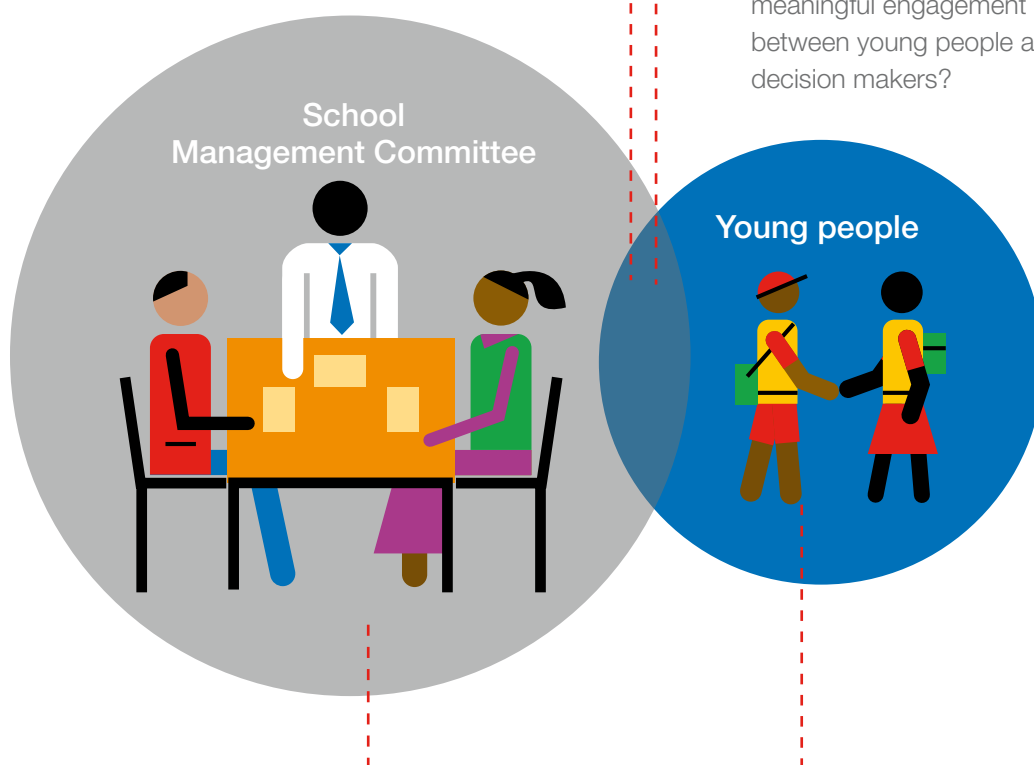 meaningful engagement
between young people a
decision makers?
School
Management Committee
Young people